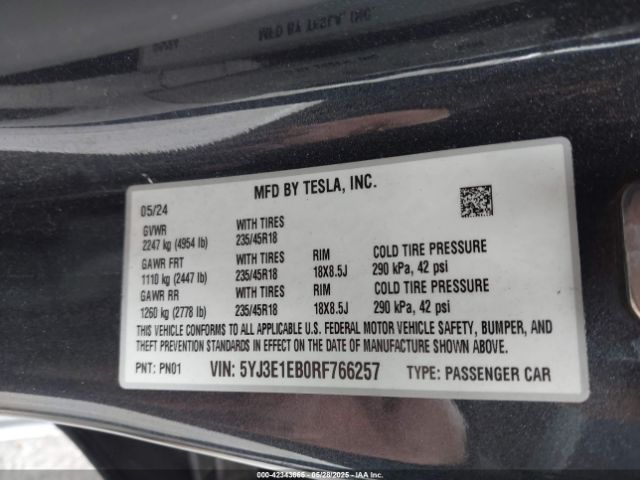 MFD BY TESLA, INC.
05/24
GVWR WITH TIRES
2247 kg (4954 lb) 235/45R18
GAWR FRT WITH TIRES RIM COLD TIRE PRESSURE
1110 kg (2447 lb) 235/45R18 18X8.5J 290 kPa, 42 psi
GAWR RR WITH TIRES RIM COLD TIRE PRESSURE
1260 kg (2778 lb) 235/45R18 18X8.5J 290 kPa, 42 psi
THIS VEHICLE CONFORMS TO ALL APPLICABLE U.S. FEDERAL MOTOR VEHICLE SAFETY, BUMPER, AND
THEFT PREVENTION STANDARDS IN EFFECT ON THE DATE OF MANUFACTURE SHOWN ABOVE.
PNT: PN01 VIN: 5YJ3E1EB0RF766257 TYPE: PASSENGER CAR
000-42343665 - 05/28/2025 - IAAI.COM - COPART